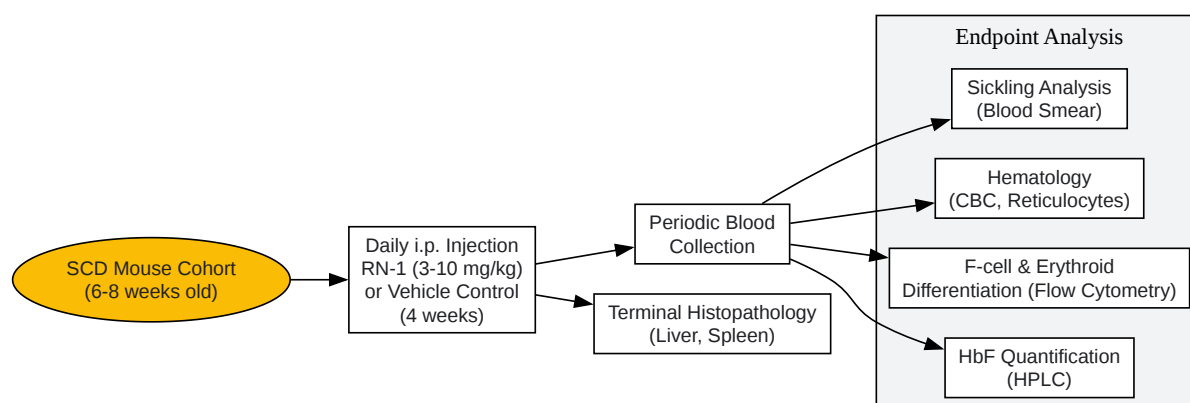 SCD Mouse Cohort
(6-8 weeks old)
Daily i.p. Injection
RN-1 (3-10 mg/kg)
or Vehicle Control
(4 weeks)
Periodic Blood
Collection
Terminal Histopathology
(Liver, Spleen)
Endpoint Analysis
Sickling Analysis
(Blood Smear)
Hematology
(CBC, Reticulocytes)
F-cell & Erythroid
Differentiation (Flow Cytometry)
HbF Quantification
(HPLC)